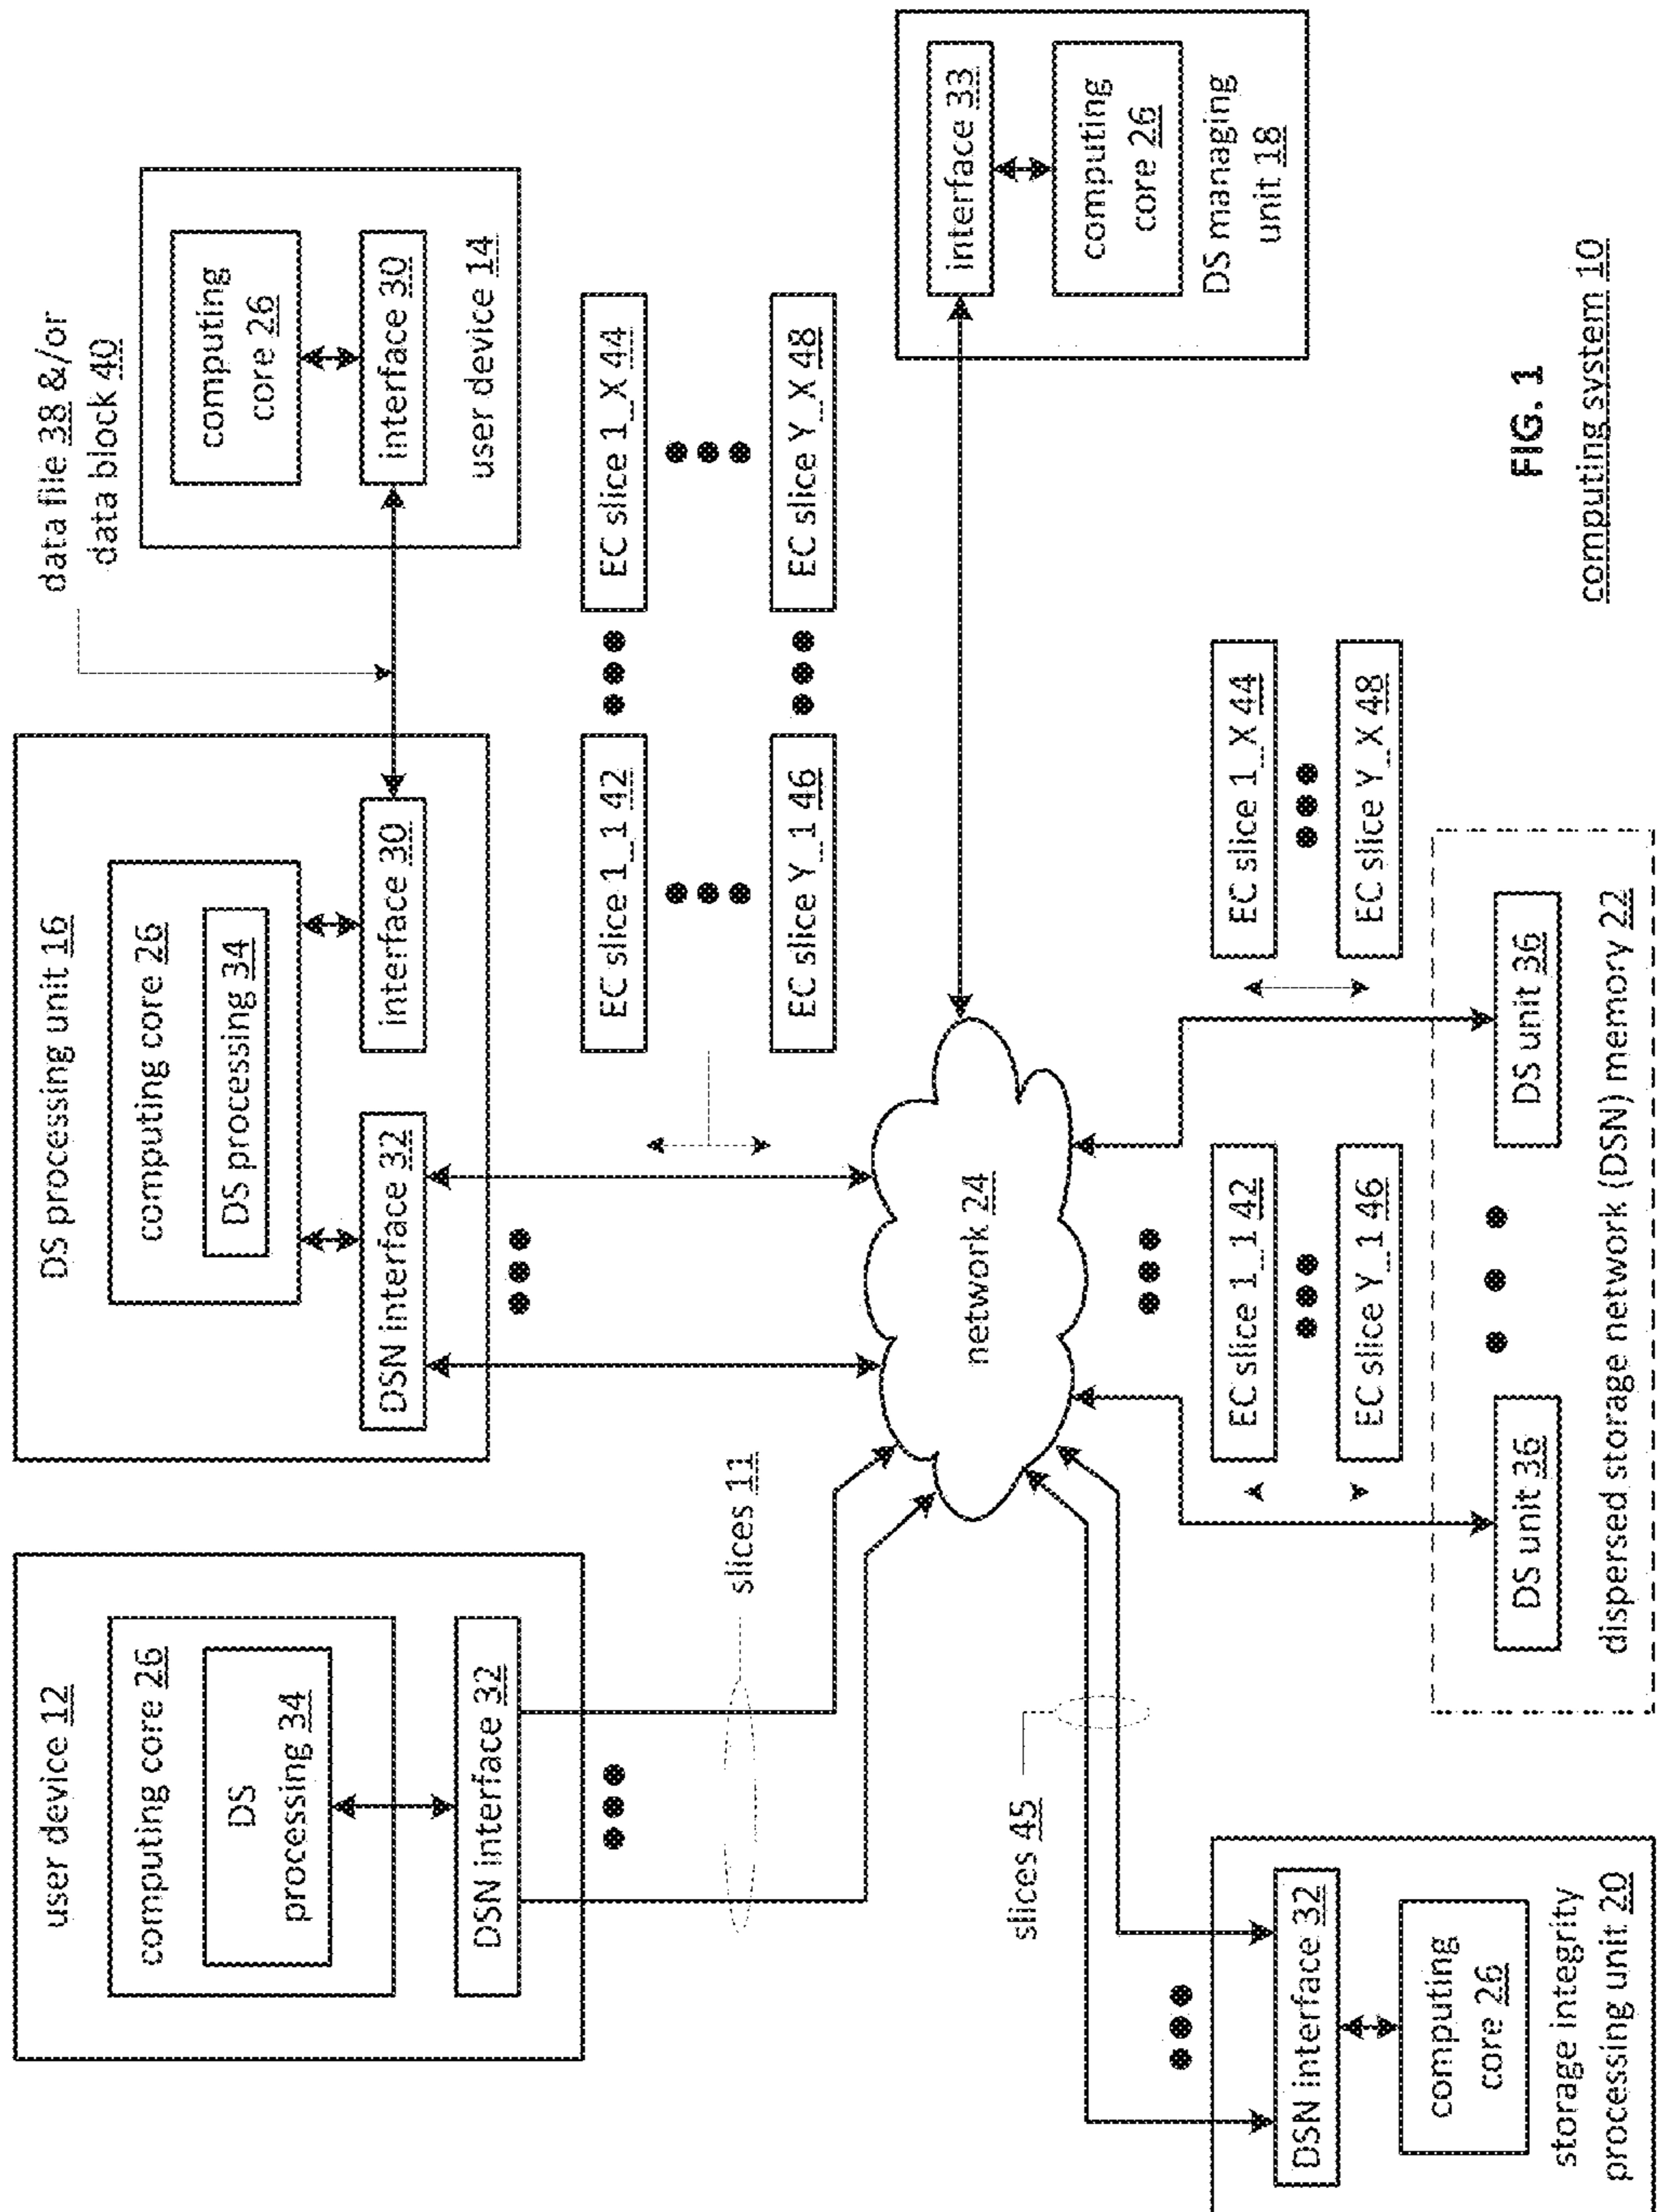 user device 12
computing core 26
DS
processing 34
DSN interface 32
slices 11
DS processing unit 16
computing core 26
DS processing 34
DSN interface 32
interface 30
data file 38 &/or
data block 40
computing
core 26
interface 30
user device 14
EC slice 1_1 42
EC slice 1_X 44
EC slice Y_1 46
EC slice Y_X 48
network 24
interface 33
computing
core 26
DS managing
unit 18
slices 45
DSN interface 32
computing
core 26
storage integrity
processing unit 20
EC slice 1_1 42
EC slice Y_1 46
EC slice 1_X 44
EC slice Y_X 48
DS unit 36
DS unit 36
dispersed storage network (DSN) memory 22
FIG. 1
computing system 10